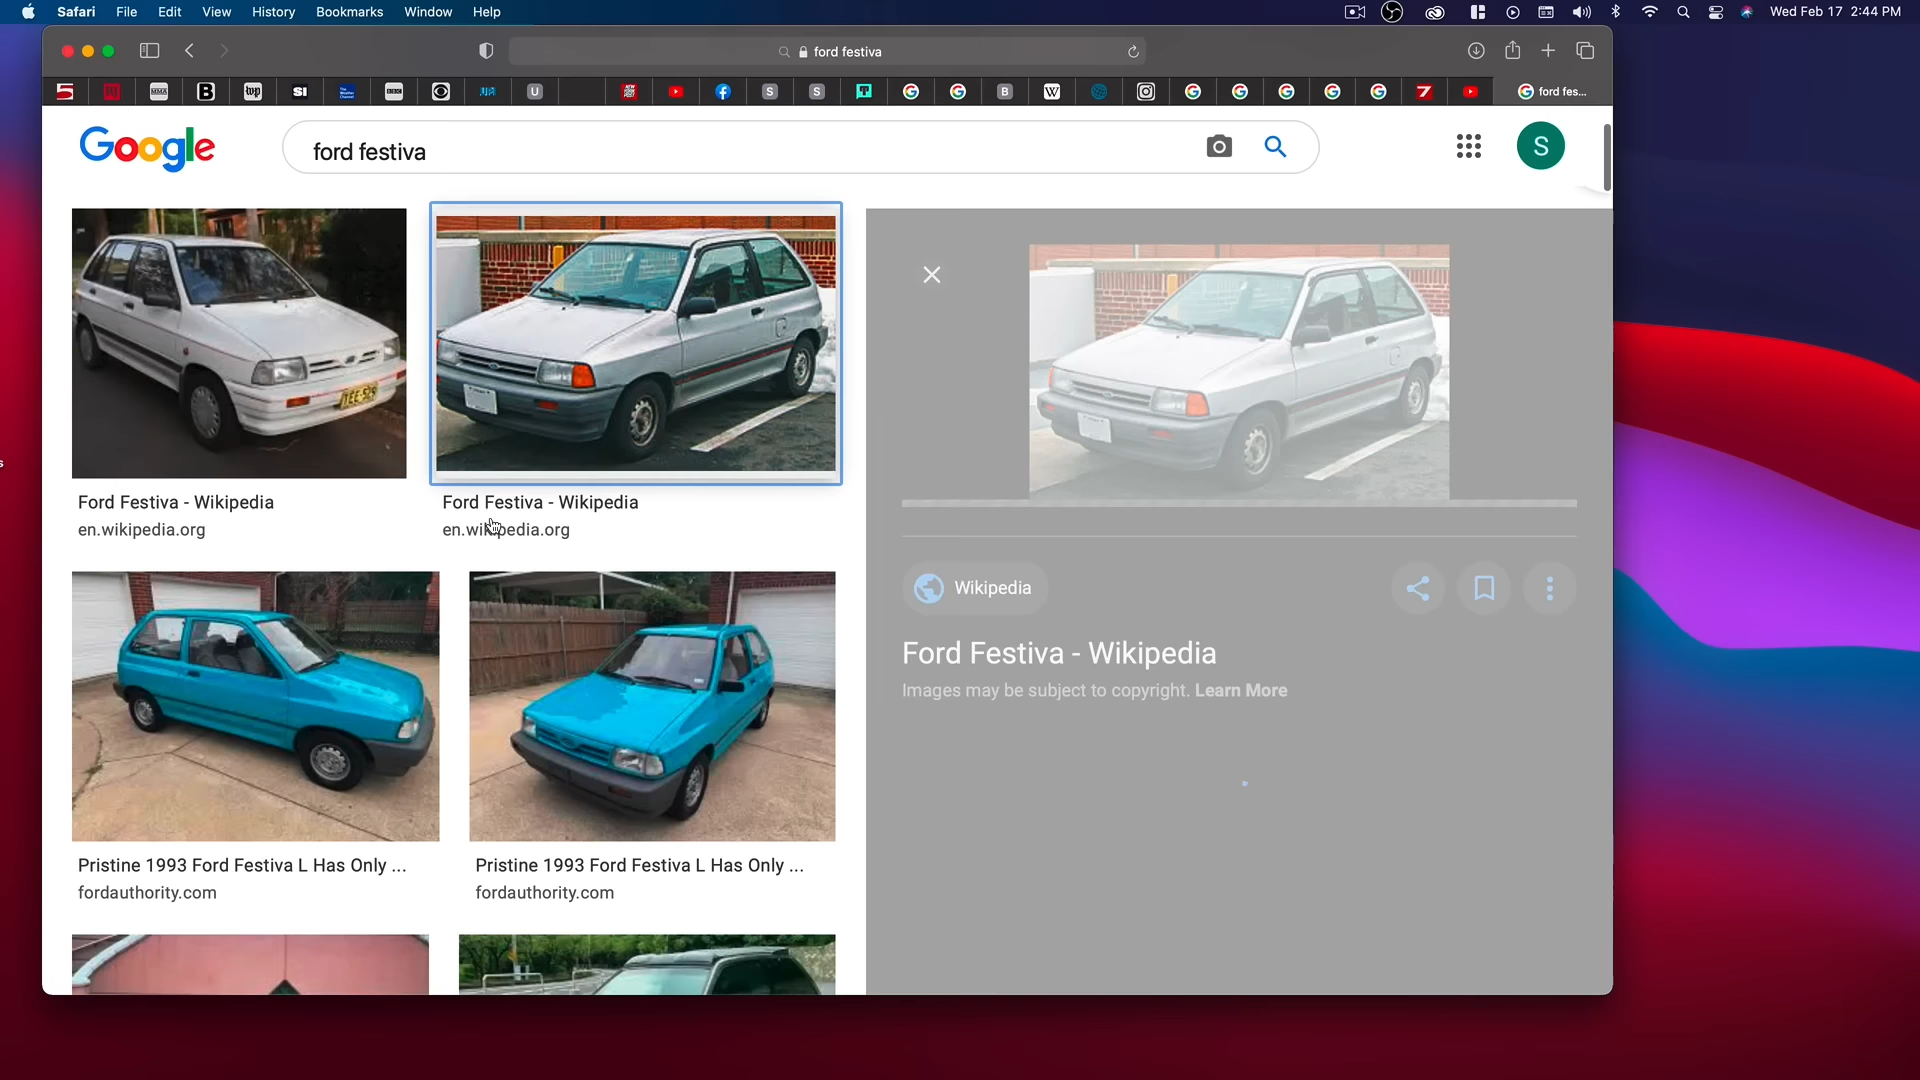 Safari File Edit View History Bookmarks Window Help
Wed Feb 17 2:44 PM
ford festiva
ford fes...
Google
ford festiva
S
Ford Festiva - Wikipedia
en.wikipedia.org
Ford Festiva - Wikipedia
en.wikipedia.org
Wikipedia
Ford Festiva - Wikipedia
Images may be subject to copyright. Learn More
Pristine 1993 Ford Festiva L Has Only ...
fordauthority.com
Pristine 1993 Ford Festiva L Has Only ...
fordauthority.com